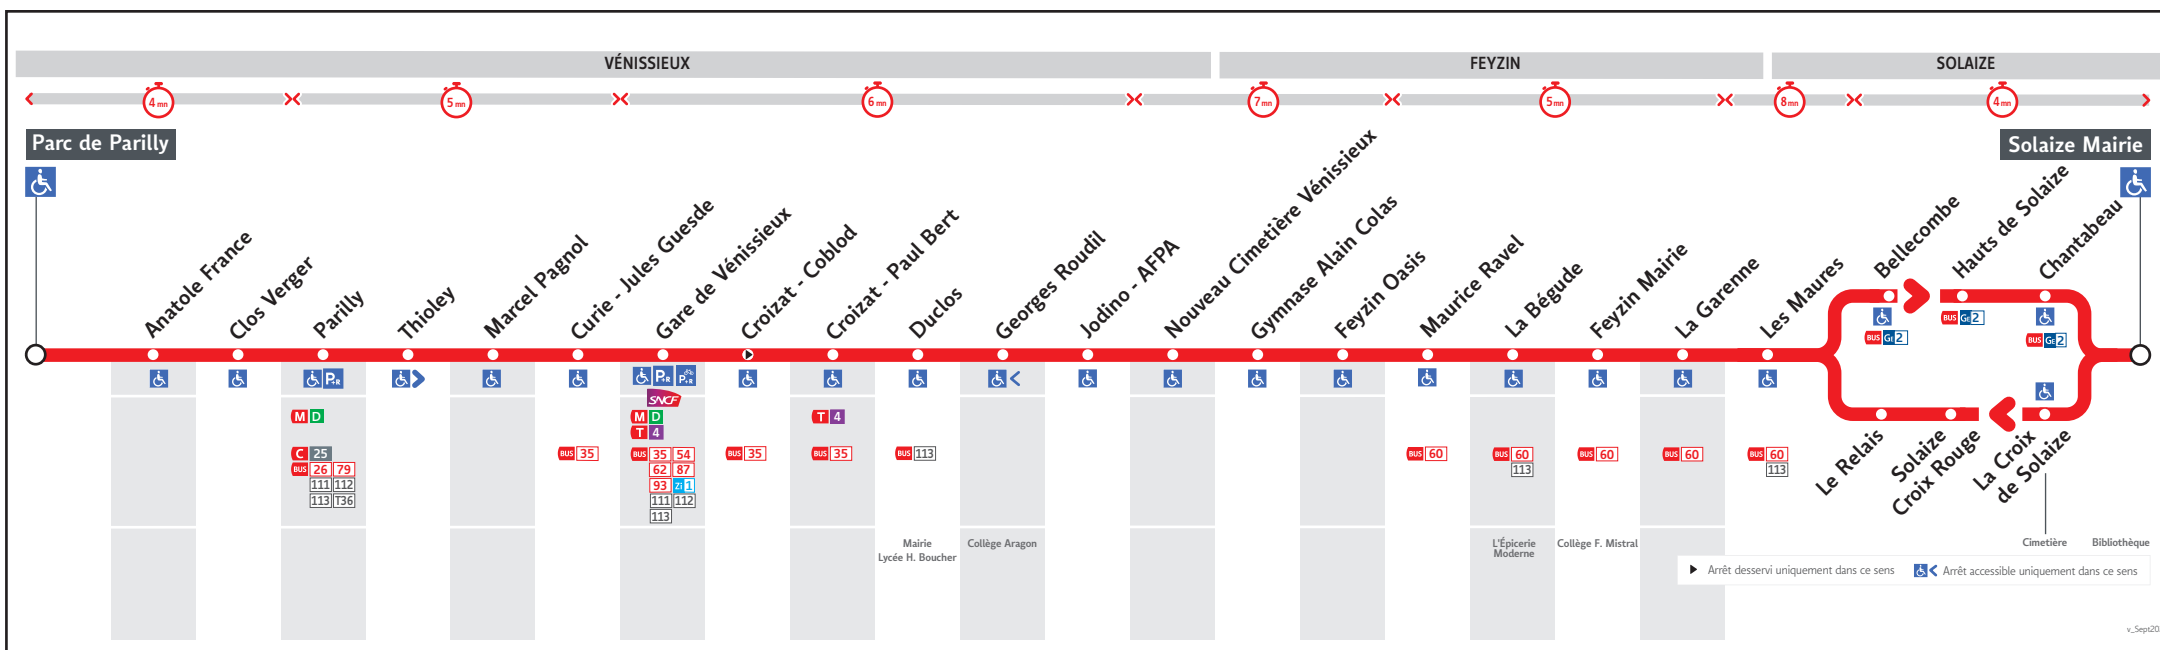 VÉNISSIEUX
FEYZIN
SOLAIZE
4 mn
5 mn
6 mn
7 mn
5 mn
8 mn
4 mn
Parc de Parilly
Solaize Mairie
Anatole France
Clos Verger
Parilly
Thioley
Marcel Pagnol
Curie - Jules Guesde
Gare de Vénissieux
Croizat - Coblod
Croizat - Paul Bert
Duclos
Georges Roudil
Jodino - AFPA
Nouveau Cimetière Vénissieux
Gymnase Alain Colas
Feyzin Oasis
Maurice Ravel
La Bégude
Feyzin Mairie
La Garenne
Les Maures
Bellecombe
Hauts de Solaize
Chantabeau
BUS GE 2
BUS GE 2
BUS GE 2
Le Relais
Solaize
Croix Rouge
La Croix
de Solaize
P+R
M D
C 25
BUS 26 79
111 112
113 T36
BUS 35
P+R P+R
SNCF
M D
T 4
BUS 35 54
62 87
93 Zi 1
111 112
113
BUS 35
T 4
BUS 35
BUS 113
BUS 60
BUS 60
113
BUS 60
BUS 60
BUS 60
113
Mairie
Lycée H. Boucher
Collège Aragon
L'Épicerie
Moderne
Collège F. Mistral
Cimetière
Bibliothèque
Arrêt desservi uniquement dans ce sens
Arrêt accessible uniquement dans ce sens